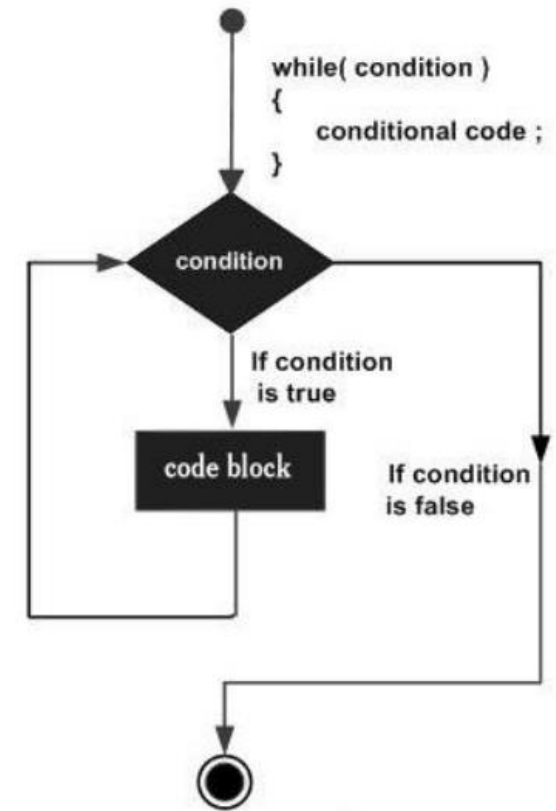 while( condition )
{
conditional code ;
}
condition
If condition
is true
code block
If condition
is false